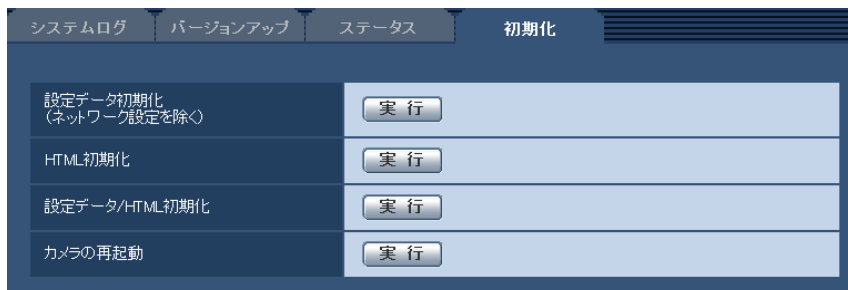 システムログ
バージョンアップ
ステータス
初期化
設定データ初期化
(ネットワーク設定を除く)
実 行
HTML初期化
実 行
設定データ/HTML初期化
実 行
カメラの再起動
実 行